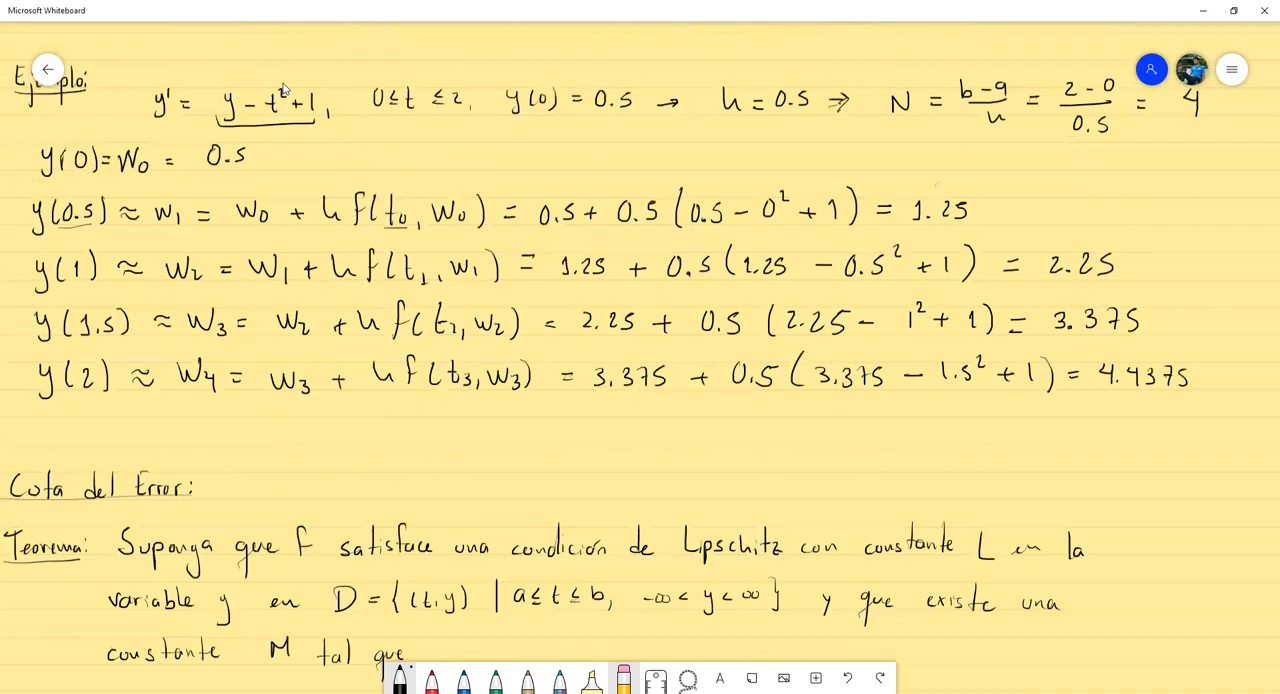 Microsoft Whiteboard
Ejemplo:
y' = y - t² + 1, 0 ≤ t ≤ 2, y(0) = 0.5 → h = 0.5 ⇒ N = (b-a)/h = (2-0)/0.5 = 4
y(0) = W₀ = 0.5
y(0.5) ≈ W₁ = W₀ + h f(t₀, W₀) = 0.5 + 0.5 (0.5 - 0² + 1) = 1.25
y(1) ≈ W₂ = W₁ + h f(t₁, W₁) = 1.25 + 0.5 (1.25 - 0.5² + 1) = 2.25
y(1.5) ≈ W₃ = W₂ + h f(t₂, W₂) = 2.25 + 0.5 (2.25 - 1² + 1) = 3.375
y(2) ≈ W₄ = W₃ + h f(t₃, W₃) = 3.375 + 0.5 (3.375 - 1.5² + 1) = 4.4375
Cota del Error:
Teorema: Suponga que f satisface una condición de Lipschitz con constante L en la
variable y en D = {(t, y) | a ≤ t ≤ b, -∞ < y < ∞} y que existe una
constante M tal que
A